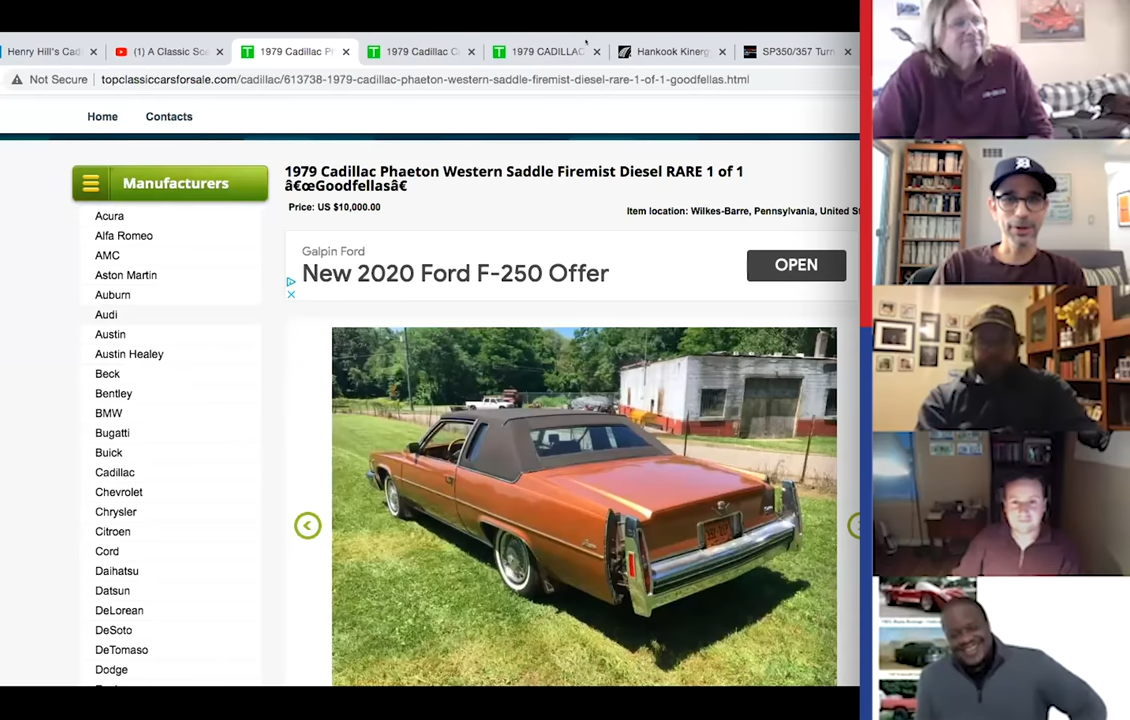 Henry Hill's Cad
(1) A Classic Sce
1979 Cadillac P
1979 Cadillac C
1979 CADILLAC
Hankook Kinerg
SP350/357 Turn
Not Secure
topclassiccarsforsale.com/cadillac/613738-1979-cadillac-phaeton-western-saddle-firemist-diesel-rare-1-of-1-goodfellas.html
Home
Contacts
Manufacturers
Acura
Alfa Romeo
AMC
Aston Martin
Auburn
Audi
Austin
Austin Healey
Beck
Bentley
BMW
Bugatti
Buick
Cadillac
Chevrolet
Chrysler
Citroen
Cord
Daihatsu
Datsun
DeLorean
DeSoto
DeTomaso
Dodge
1979 Cadillac Phaeton Western Saddle Firemist Diesel RARE 1 of 1
â€œGoodfellasâ€
Price: US $10,000.00
Item location: Wilkes-Barre, Pennsylvania, United St
Galpin Ford
New 2020 Ford F-250 Offer
OPEN